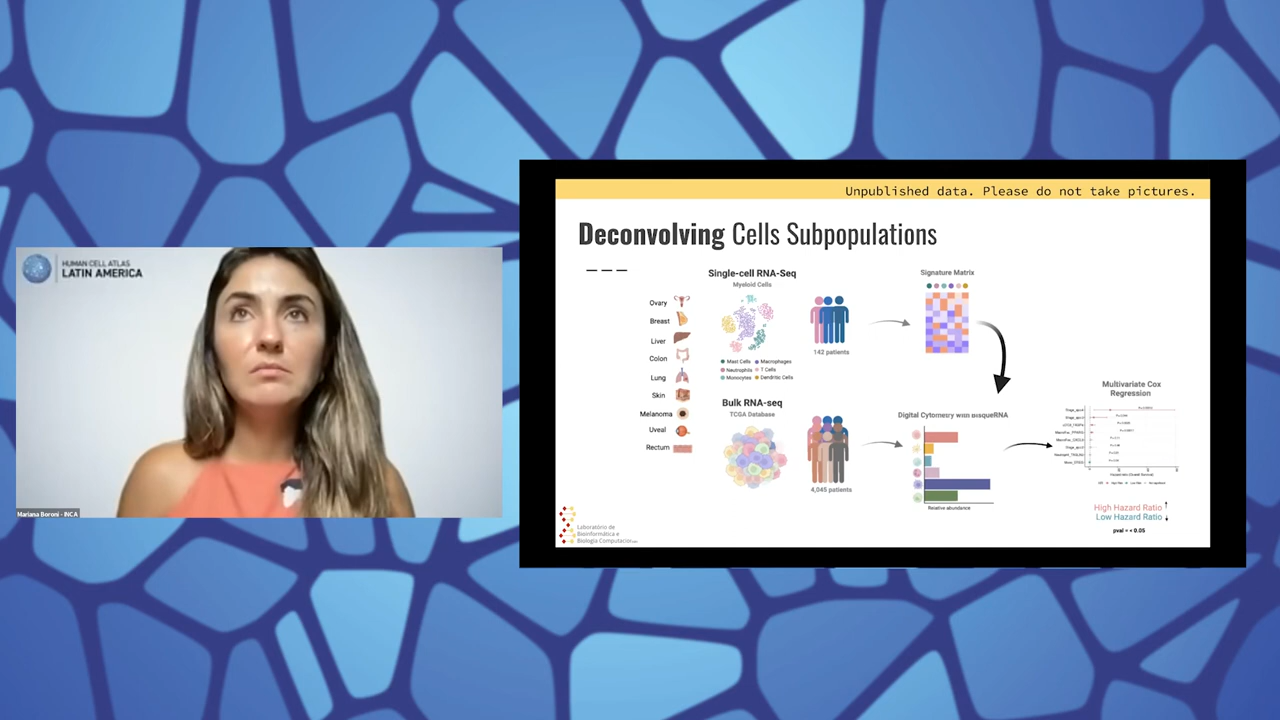 HUMAN CELL ATLAS
LATIN AMERICA
Mariana Boroni - INCA
Unpublished data. Please do not take pictures.
Deconvolving Cells Subpopulations
Single-cell RNA-Seq
Myeloid Cells
Ovary
Breast
Liver
Colon
Lung
Skin
Melanoma
Uveal
Rectum
Mast Cells
Macrophages
Neutrophils
T Cells
Monocytes
Dendritic Cells
142 patients
Signature Matrix
Bulk RNA-seq
TCGA Database
4,045 patients
Digital Cytometry with BisqueRNA
Relative abundance
Multivariate Cox
Regression
High Hazard Ratio
Low Hazard Ratio
pval = < 0.05
Laboratório de
Bioinformática e
Biologia Computacional